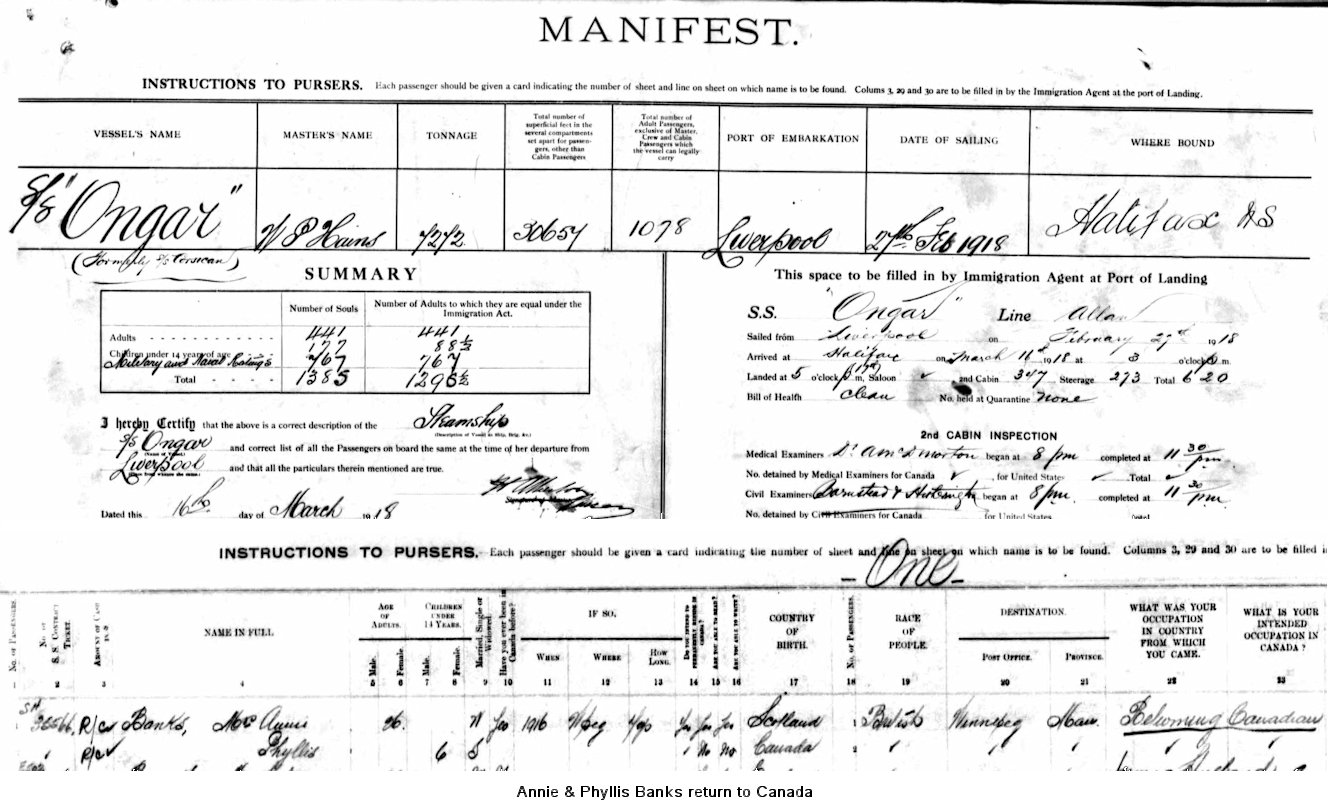 MANIFEST.
INSTRUCTIONS TO PURSERS. Each passenger should be given a card indicating the number of sheet and line on sheet on which name is to be found. Colums 3, 29 and 30 are to be filled in by the Immigration Agent at the port of Landing.
VESSEL'S NAME
MASTER'S NAME
TONNAGE
Total number of superficial feet in the several compartments set apart for passengers, other than Cabin Passengers
Total number of Adult Passengers, exclusive of Master, Crew and Cabin Passengers which the vessel can legally carry
PORT OF EMBARKATION
DATE OF SAILING
WHERE BOUND
S/S "Ongar" W P Hains 7272 30654 1078 Liverpool 27th Feb 1918 Halifax NS
(Formerly S/S Corsican)
SUMMARY
Number of Souls
Number of Adults to which they are equal under the Immigration Act.
Adults 441 441
Children under 14 years of age 177 88½
Military and Naval Ratings 767 767
Total 1385 1296½
I hereby Certify that the above is a correct description of the Steamship
(Description of Vessel as Ship, Brig, &c.)
S/S Ongar and correct list of all the Passengers on board the same at the time of her departure from
(Name of Vessel)
Liverpool and that all the particulars therein mentioned are true.
Dated this 16th day of March 1918
This space to be filled in by Immigration Agent at Port of Landing
S.S. "Ongar" Line Allan
Sailed from Liverpool on February 27th 1918
Arrived at Halifax on March 16th 1918 at 3 o'clock p.m.
Landed at 5 o'clock p.m, Saloon ✓ 2nd Cabin 347 Steerage 273 Total 620
Bill of Health Clean No. held at Quarantine None
2nd CABIN INSPECTION
Medical Examiners began at 8 pm completed at 11 30 pm
No. detained by Medical Examiners for Canada ✓ , for United States ✓ Total ✓
Civil Examiners Barnstead & began at 8 pm. completed at 11 30 pm
No. detained by Civil Examiners for Canada for United States Total
INSTRUCTIONS TO PURSERS. Each passenger should be given a card indicating the number of sheet and line on sheet on which name is to be found. Columns 3, 29 and 30 are to be filled in
- One -
No. of Passengers.
No. of S.S. Contract Ticket.
Amount of Cash in $
NAME IN FULL
AGE OF ADULTS. Male. Female.
CHILDREN UNDER 14 YEARS. Male. Female.
Married, Single or Widowed.
Have you ever been in Canada before?
IF SO. WHEN WHERE HOW LONG.
Do you intend to permanently reside in Canada?
Are you able to read?
Are you able to write?
COUNTRY OF BIRTH.
No. of Passengers.
RACE OF PEOPLE.
DESTINATION. POST OFFICE. PROVINCE.
WHAT WAS YOUR OCCUPATION IN COUNTRY FROM WHICH YOU CAME.
WHAT IS YOUR INTENDED OCCUPATION IN CANADA?
1 2 3 4 5 6 7 8 9 10 11 12 13 14 15 16 17 18 19 20 21 22 23
Banks, Mrs Annie 26 W Yes 1916 Wpeg Yes Yes Yes Scotland British Winnipeg Man. Returning Canadian
Phyllis 6 S " No No Canada 2 " " " " "
Annie & Phyllis Banks return to Canada